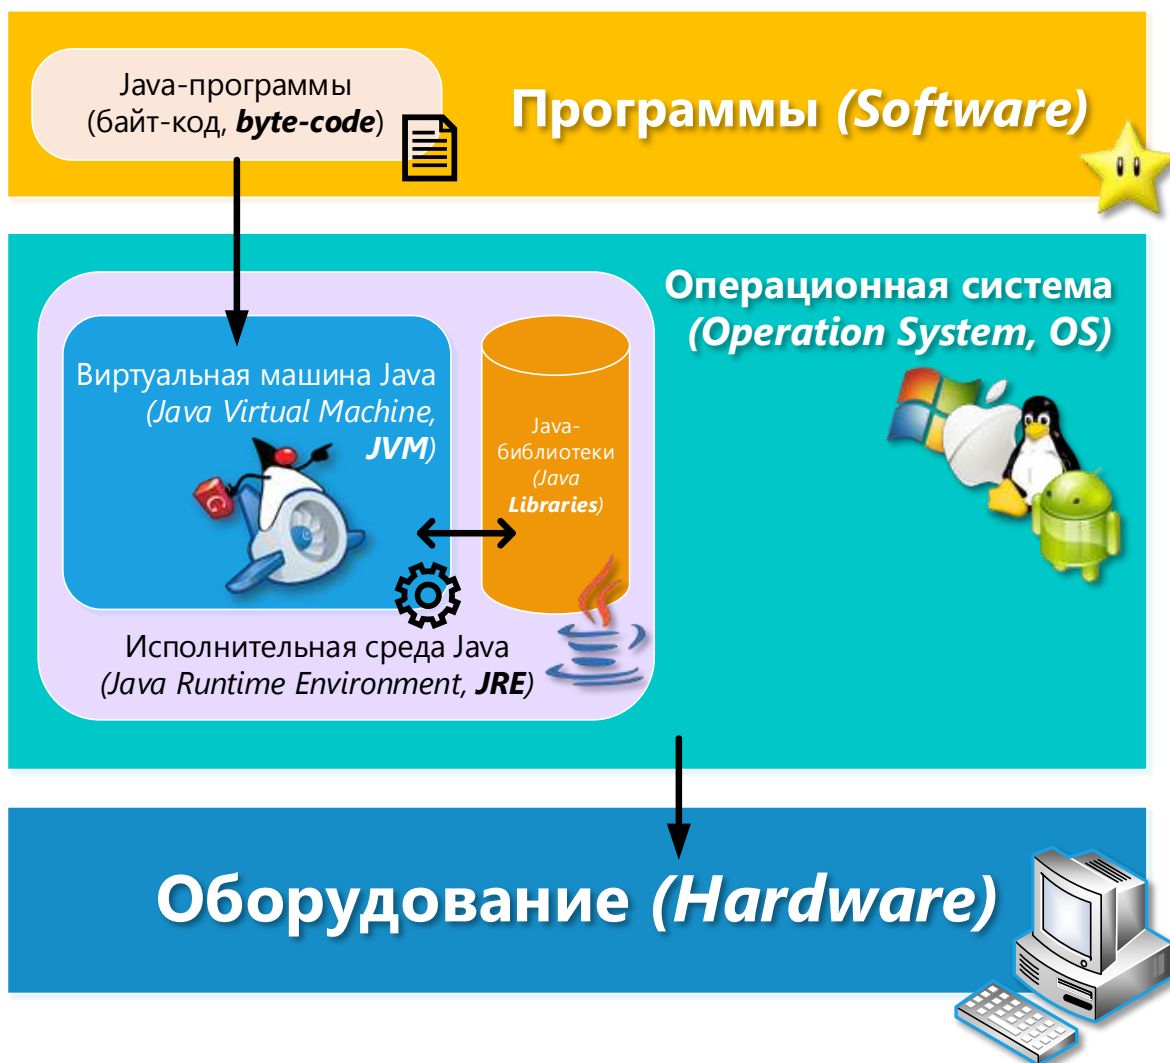 Java-программы
(байт-код, byte-code)
Программы (Software)
Операционная система
(Operation System, OS)
Виртуальная машина Java
(Java Virtual Machine,
JVM)
G
Java-
библиотеки
(Java
Libraries)
Исполнительная среда Java
(Java Runtime Environment, JRE)
Оборудование (Hardware)